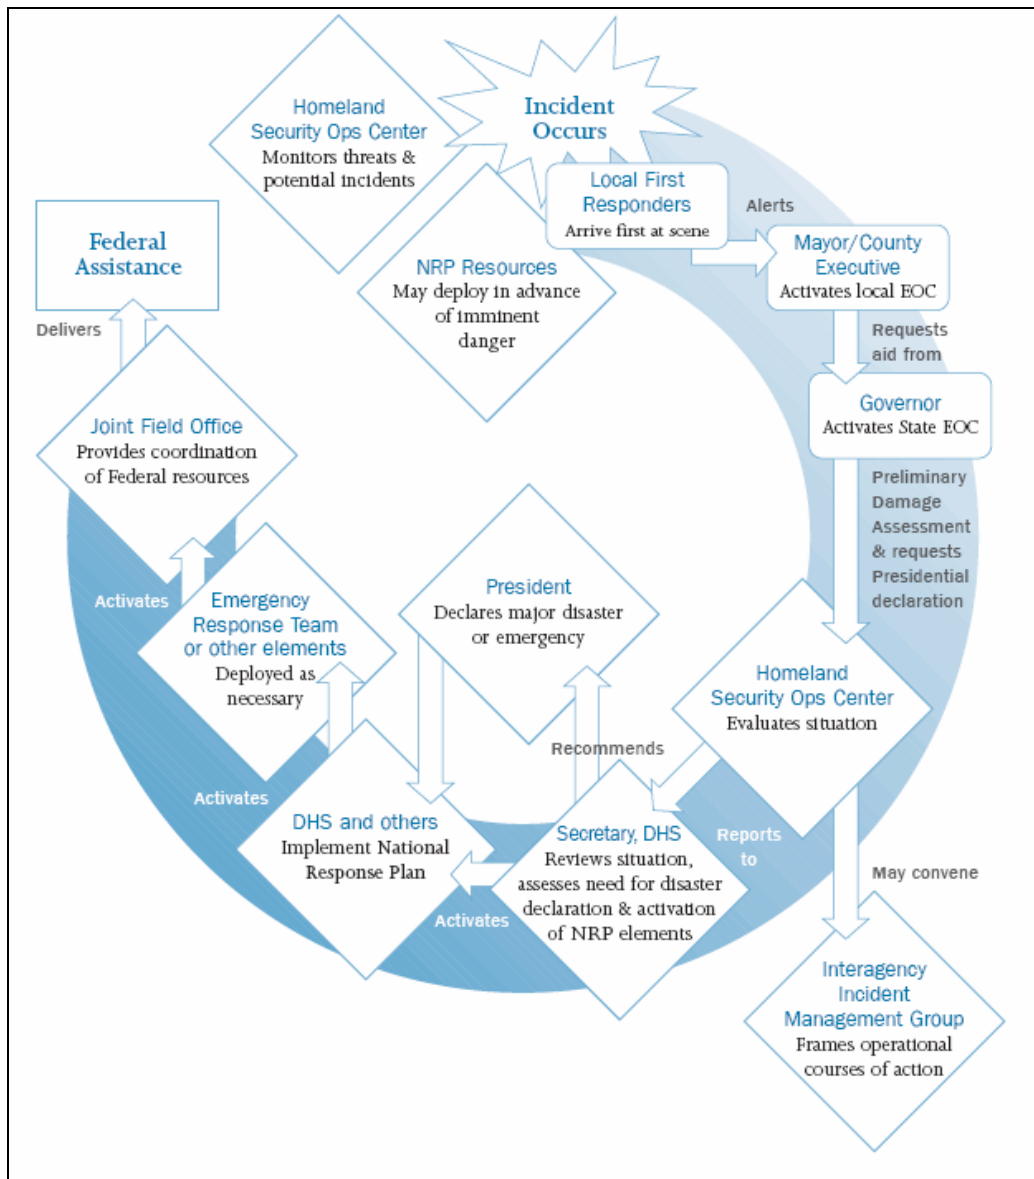 Incident
Occurs
Homeland
Security Ops Center
Monitors threats &
potential incidents
NRP Resources
May deploy in advance
of imminent
danger
Local First
Responders
Arrive first at scene
Alerts
Mayor/County
Executive
Activates local EOC
Requests
aid from
Governor
Activates State EOC
Preliminary
Damage
Assessment
& requests
Presidential
declaration
Homeland
Security Ops Center
Evaluates situation
May convene
Interagency
Incident
Management Group
Frames operational
courses of action
Reports
to
Secretary, DHS
Reviews situation,
assesses need for disaster
declaration & activation
of NRP elements
Recommends
President
Declares major disaster
or emergency
Activates
DHS and others
Implement National
Response Plan
Activates
Emergency
Response Team
or other elements
Deployed as
necessary
Activates
Joint Field Office
Provides coordination
of Federal resources
Delivers
Federal
Assistance